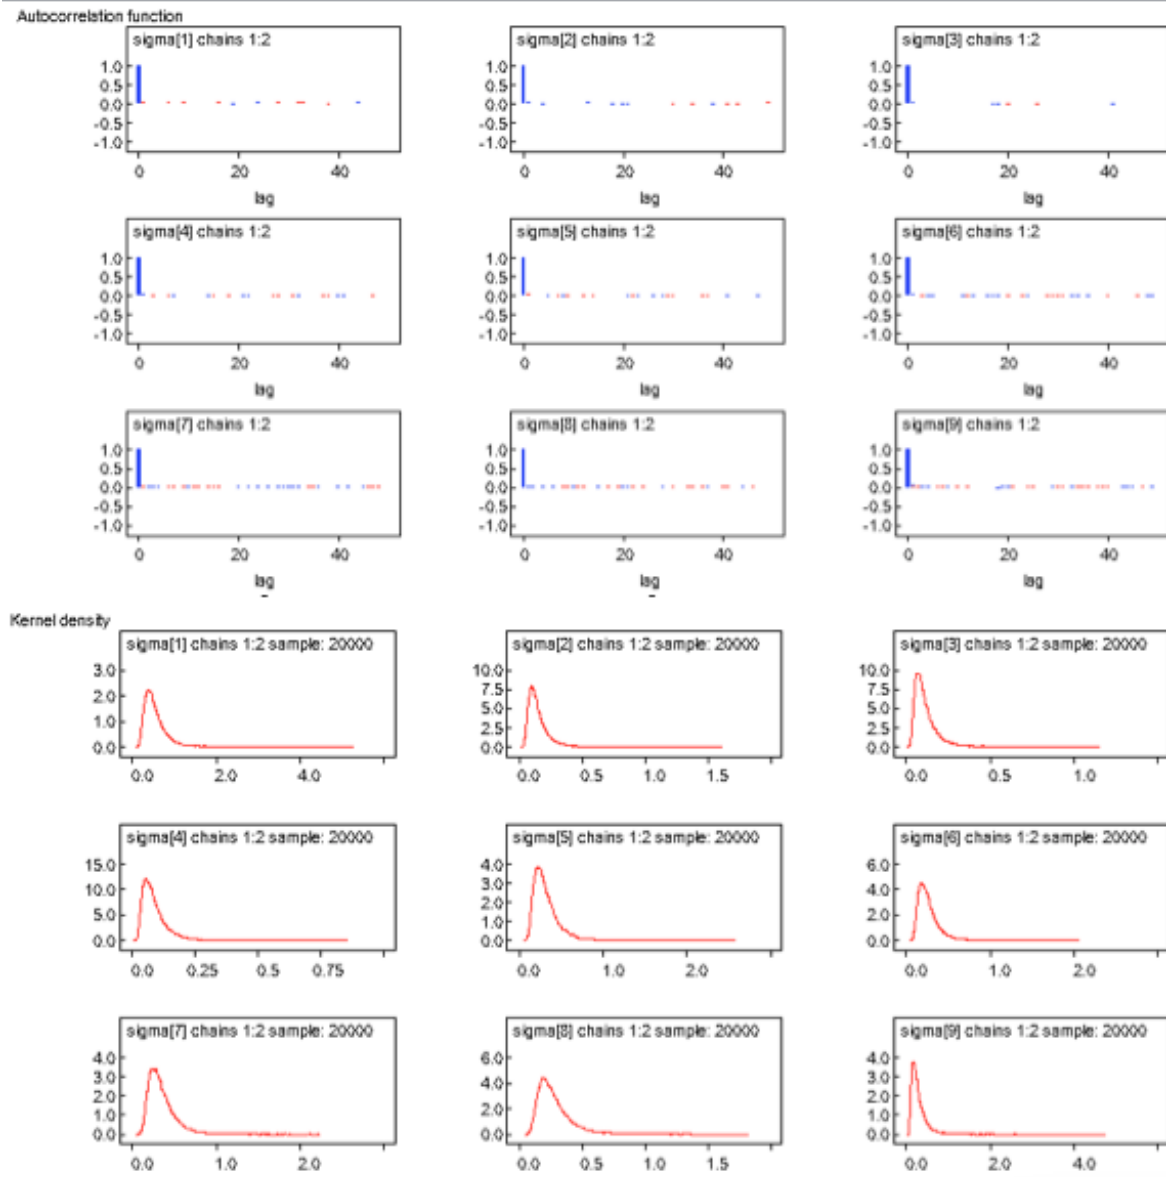 Autocorrelation function
sigma[1] chains 1:2
sigma[2] chains 1:2
sigma[3] chains 1:2
1.0
0.5
0.0
-0.5
-1.0
1.0
0.5
0.0
-0.5
-1.0
1.0
0.5
0.0
-0.5
-1.0
0 20 40
0 20 40
0 20 40
lag
lag
lag
sigma[4] chains 1:2
sigma[5] chains 1:2
sigma[6] chains 1:2
1.0
0.5
0.0
-0.5
-1.0
1.0
0.5
0.0
-0.5
-1.0
1.0
0.5
0.0
-0.5
-1.0
0 20 40
0 20 40
0 20 40
lag
lag
lag
sigma[7] chains 1:2
sigma[8] chains 1:2
sigma[9] chains 1:2
1.0
0.5
0.0
-0.5
-1.0
1.0
0.5
0.0
-0.5
-1.0
1.0
0.5
0.0
-0.5
-1.0
0 20 40
0 20 40
0 20 40
lag
lag
lag
Kernel density
sigma[1] chains 1:2 sample: 20000
sigma[2] chains 1:2 sample: 20000
sigma[3] chains 1:2 sample: 20000
3.0
2.0
1.0
0.0
10.0
7.5
5.0
2.5
0.0
10.0
7.5
5.0
2.5
0.0
0.0 2.0 4.0
0.0 0.5 1.0 1.5
0.0 0.5 1.0
sigma[4] chains 1:2 sample: 20000
sigma[5] chains 1:2 sample: 20000
sigma[6] chains 1:2 sample: 20000
15.0
10.0
5.0
0.0
4.0
3.0
2.0
1.0
0.0
6.0
4.0
2.0
0.0
0.0 0.25 0.5 0.75
0.0 1.0 2.0
0.0 1.0 2.0
sigma[7] chains 1:2 sample: 20000
sigma[8] chains 1:2 sample: 20000
sigma[9] chains 1:2 sample: 20000
4.0
3.0
2.0
1.0
0.0
6.0
4.0
2.0
0.0
4.0
3.0
2.0
1.0
0.0
0.0 1.0 2.0
0.0 0.5 1.0 1.5
0.0 2.0 4.0